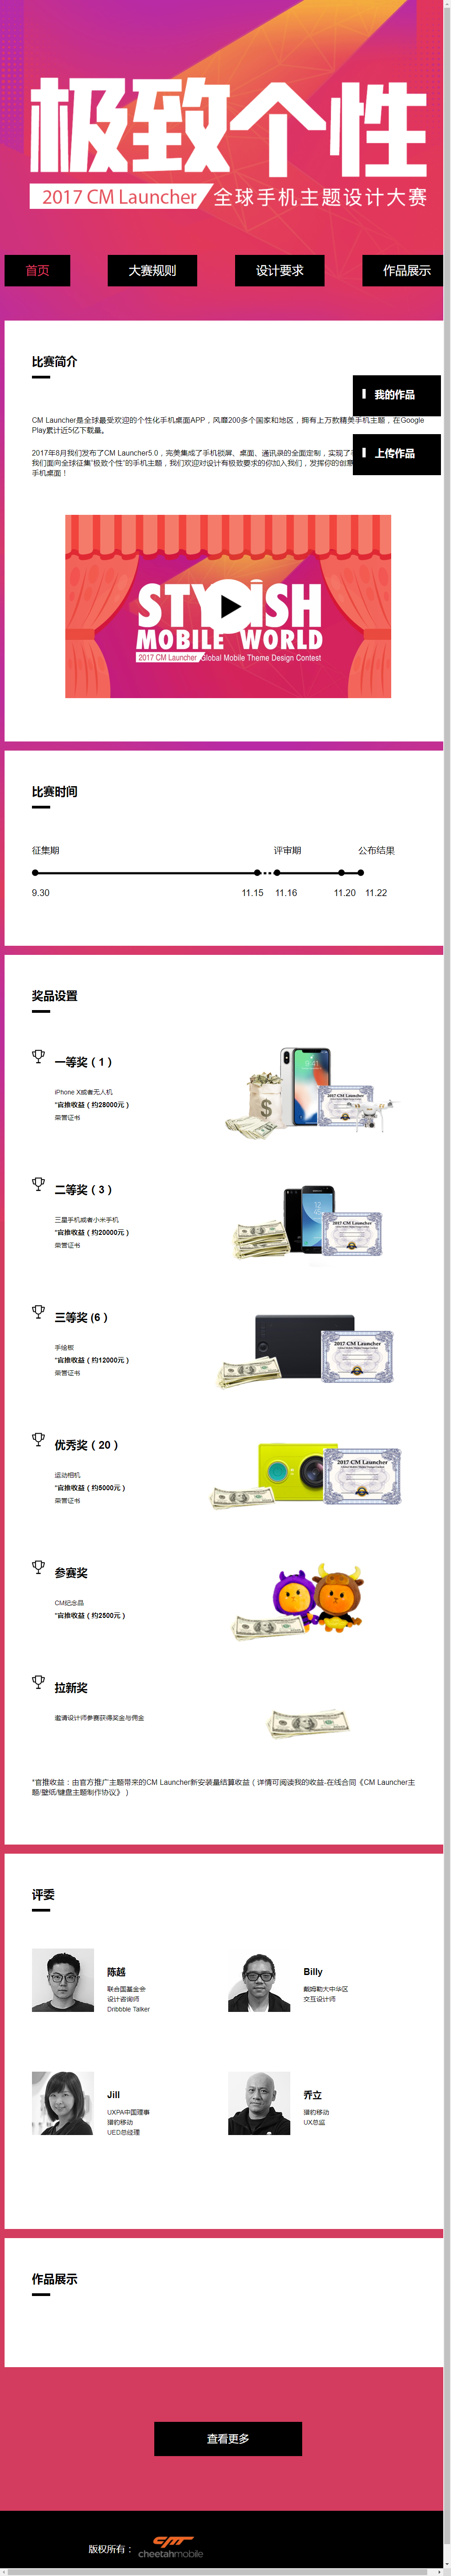 极致个性
2017 CM Launcher 全球手机主题设计大赛
首页 大赛规则 设计要求 作品展示
比赛简介
我的作品
CM Launcher是全球最受欢迎的个性化手机桌面APP，风靡200多个国家和地区，拥有上万款精美手机主题，在Google
Play累计近5亿下载量。
上传作品
2017年8月我们发布了CM Launcher5.0，完美集成了手机锁屏、桌面、通讯录的全面定制，实现了
我们面向全球征集“极致个性”的手机主题，我们欢迎对设计有极致要求的你加入我们，发挥你的创意
手机桌面！
STYLISH
MOBILE WORLD
2017 CM Launcher Global Mobile Theme Design Contest
比赛时间
征集期 评审期 公布结果
9.30 11.15 11.16 11.20 11.22
奖品设置
一等奖（1）
iPhone X或者无人机
*官推收益（约28000元）
荣誉证书
2017 CM Launcher
二等奖（3）
三星手机或者小米手机
*官推收益（约20000元）
荣誉证书
2017 CM Launcher
三等奖 (6）
手绘板
*官推收益（约12000元）
荣誉证书
2017 CM Launcher
优秀奖（20）
运动相机
*官推收益（约5000元）
荣誉证书
2017 CM Launcher
参赛奖
CM纪念品
*官推收益（约2500元）
拉新奖
邀请设计师参赛获得奖金与佣金
*官推收益：由官方推广主题带来的CM Launcher新安装量结算收益（详情可阅读我的收益-在线合同《CM Launcher主
题/壁纸/键盘主题制作协议》）
评委
陈越
联合国基金会
设计咨询师
Dribbble Talker
Billy
戴姆勒大中华区
交互设计师
Jill
UXPA中国理事
猎豹移动
UED总经理
乔立
猎豹移动
UX总监
作品展示
查看更多
版权所有：
cheetahmobile